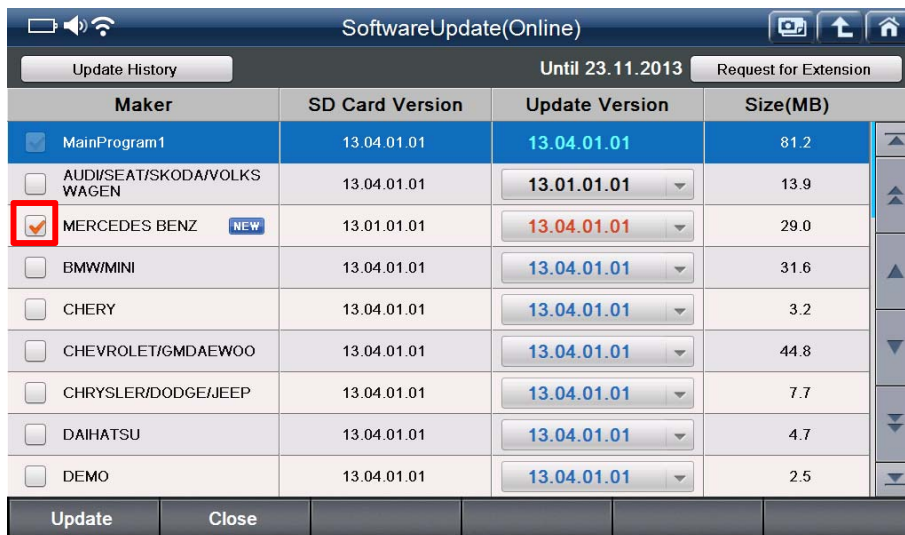 SoftwareUpdate(Online)
Update History Until 23.11.2013 Request for Extension
Maker SD Card Version Update Version Size(MB)
MainProgram1 13.04.01.01 13.04.01.01 81.2
AUDI/SEAT/SKODA/VOLKS
WAGEN 13.04.01.01 13.01.01.01 13.9
MERCEDES BENZ NEW 13.01.01.01 13.04.01.01 29.0
BMW/MINI 13.04.01.01 13.04.01.01 31.6
CHERY 13.04.01.01 13.04.01.01 3.2
CHEVROLET/GMDAEWOO 13.04.01.01 13.04.01.01 44.8
CHRYSLER/DODGE/JEEP 13.04.01.01 13.04.01.01 7.7
DAIHATSU 13.04.01.01 13.04.01.01 4.7
DEMO 13.04.01.01 13.04.01.01 2.5
Update Close